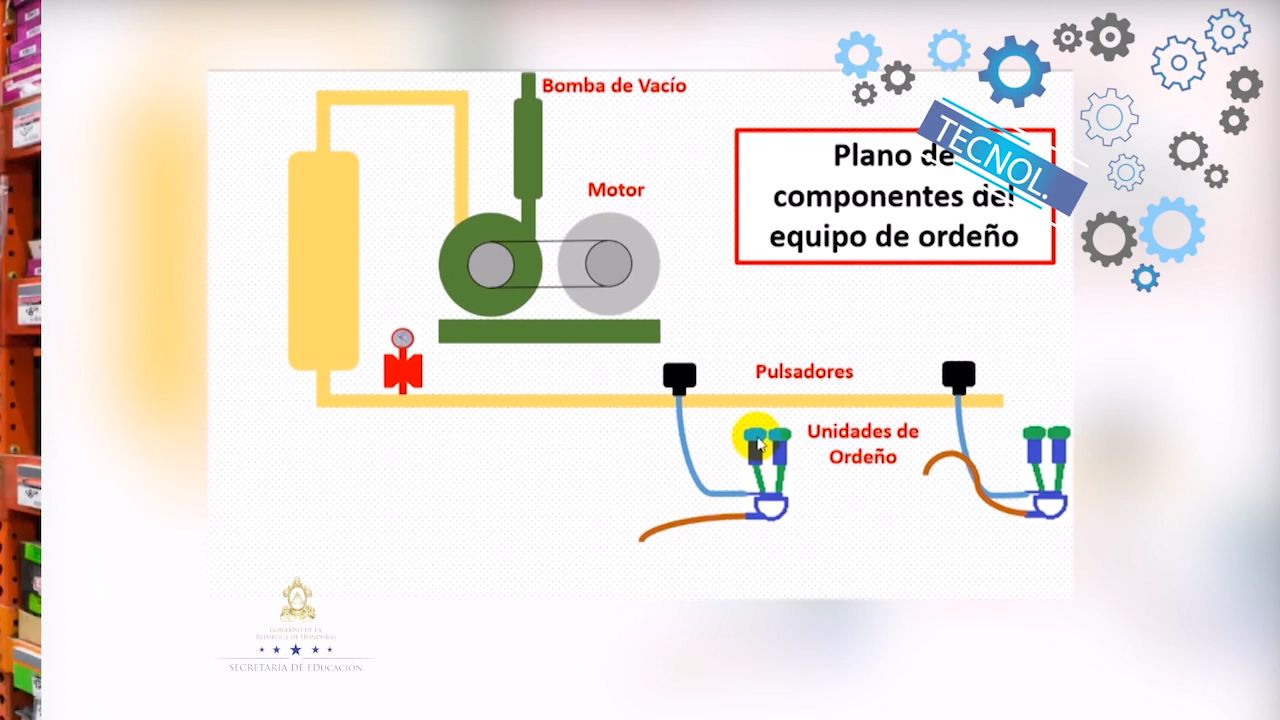 Bomba de Vacío
TECNOL.
Plano de
componentes del
equipo de ordeño
Motor
Pulsadores
Unidades de
Ordeño
GOBIERNO DE LA
REPÚBLICA DE HONDURAS
SECRETARÍA DE EDUCACIÓN